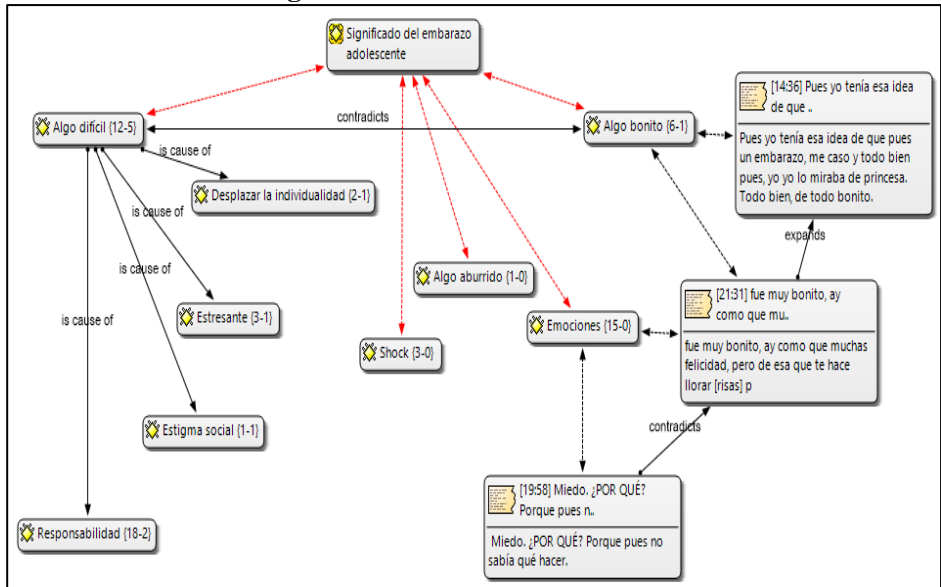 Significado del embarazo
adolescente
contradicts
Algo difícil {12-5}
Algo bonito {6-1}
[14:36] Pues yo tenía esa idea
de que ..
Pues yo tenía esa idea de que pues
un embarazo, me caso y todo bien
pues, yo yo lo miraba de princesa.
Todo bien, de todo bonito.
is cause of
Desplazar la individualidad {2-1}
is cause of
expands
is cause of
Algo aburrido {1-0}
[21:31] fue muy bonito, ay
como que mu..
fue muy bonito, ay como que muchas
felicidad, pero de esa que te hace
llorar [risas] p
is cause of
Estresante {3-1}
Emociones {15-0}
Shock {3-0}
Estigma social {1-1}
contradicts
[19:58] Miedo. ¿POR QUÉ?
Porque pues n..
Miedo. ¿POR QUÉ? Porque pues no
sabía qué hacer.
Responsabilidad {18-2}